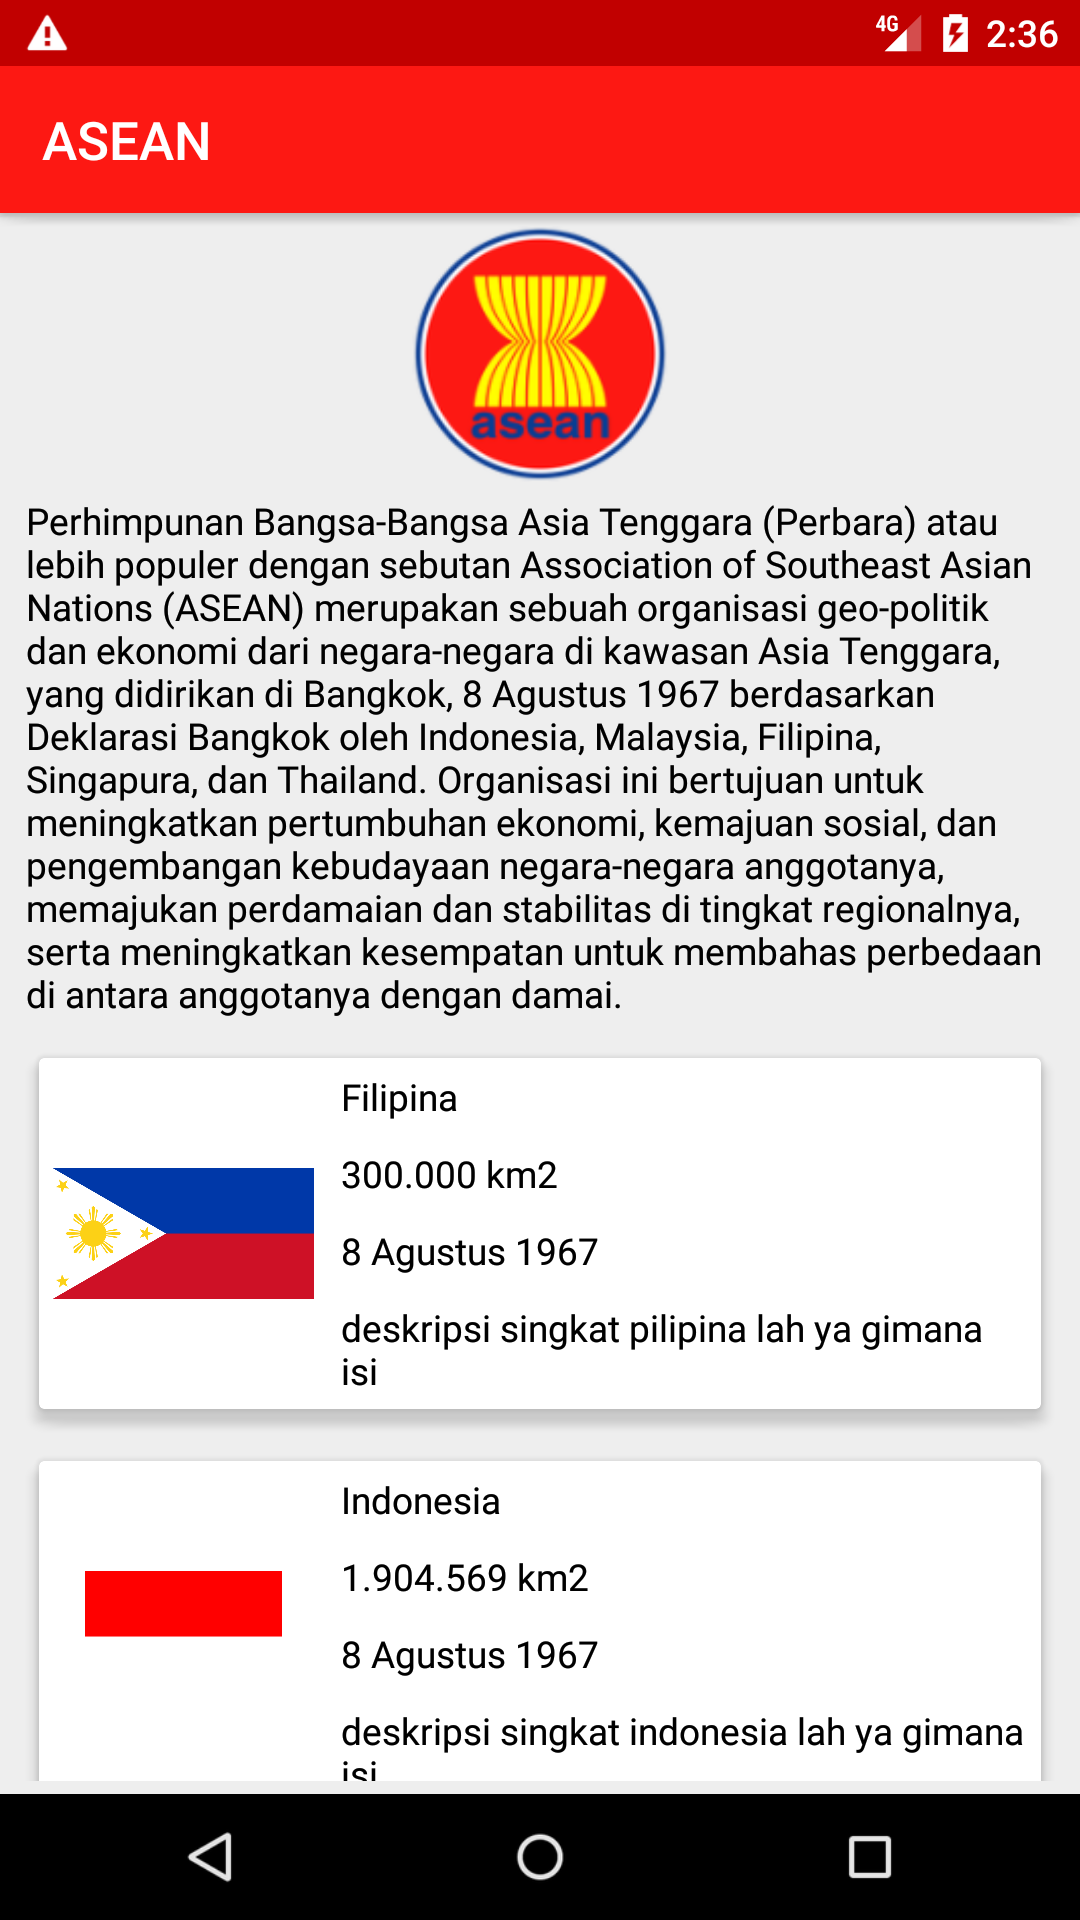 4G 2:36
ASEAN
asean
Perhimpunan Bangsa-Bangsa Asia Tenggara (Perbara) atau
lebih populer dengan sebutan Association of Southeast Asian
Nations (ASEAN) merupakan sebuah organisasi geo-politik
dan ekonomi dari negara-negara di kawasan Asia Tenggara,
yang didirikan di Bangkok, 8 Agustus 1967 berdasarkan
Deklarasi Bangkok oleh Indonesia, Malaysia, Filipina,
Singapura, dan Thailand. Organisasi ini bertujuan untuk
meningkatkan pertumbuhan ekonomi, kemajuan sosial, dan
pengembangan kebudayaan negara-negara anggotanya,
memajukan perdamaian dan stabilitas di tingkat regionalnya,
serta meningkatkan kesempatan untuk membahas perbedaan
di antara anggotanya dengan damai.
Filipina
300.000 km2
8 Agustus 1967
deskripsi singkat pilipina lah ya gimana
isi
Indonesia
1.904.569 km2
8 Agustus 1967
deskripsi singkat indonesia lah ya gimana
isi